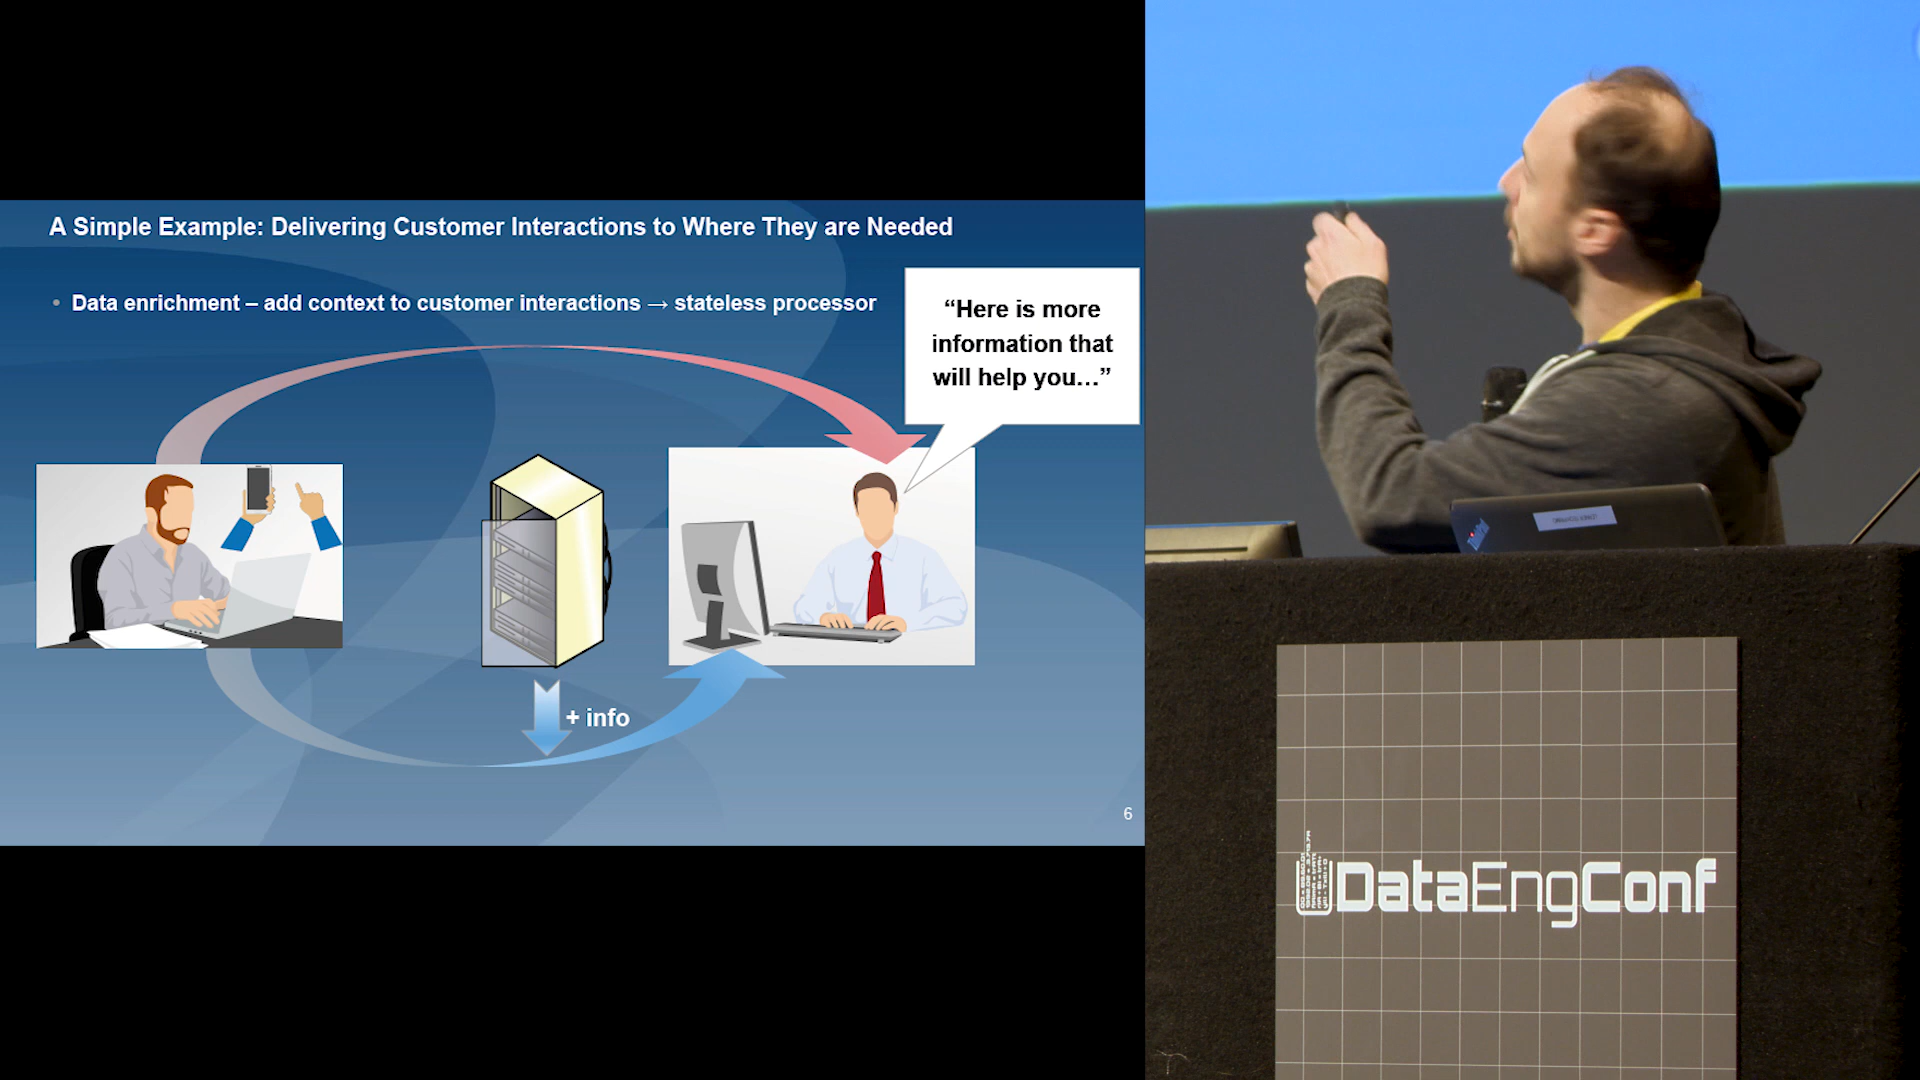 A Simple Example: Delivering Customer Interactions to Where They are Needed
• Data enrichment – add context to customer interactions → stateless processor
“Here is more
information that
will help you…”
+ info
6
ThinkPad
DataEngConf